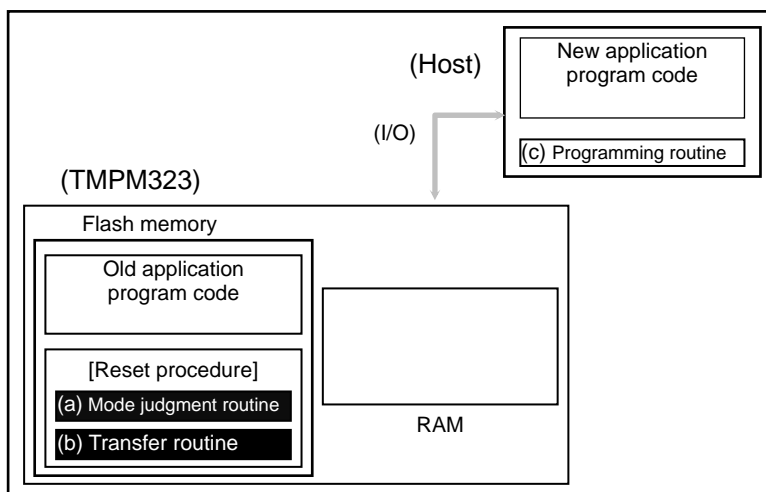 (Host)
New application
program code
(I/O)
(c) Programming routine
(TMPM323)
Flash memory
Old application
program code
[Reset procedure]
(a) Mode judgment routine
(b) Transfer routine
RAM